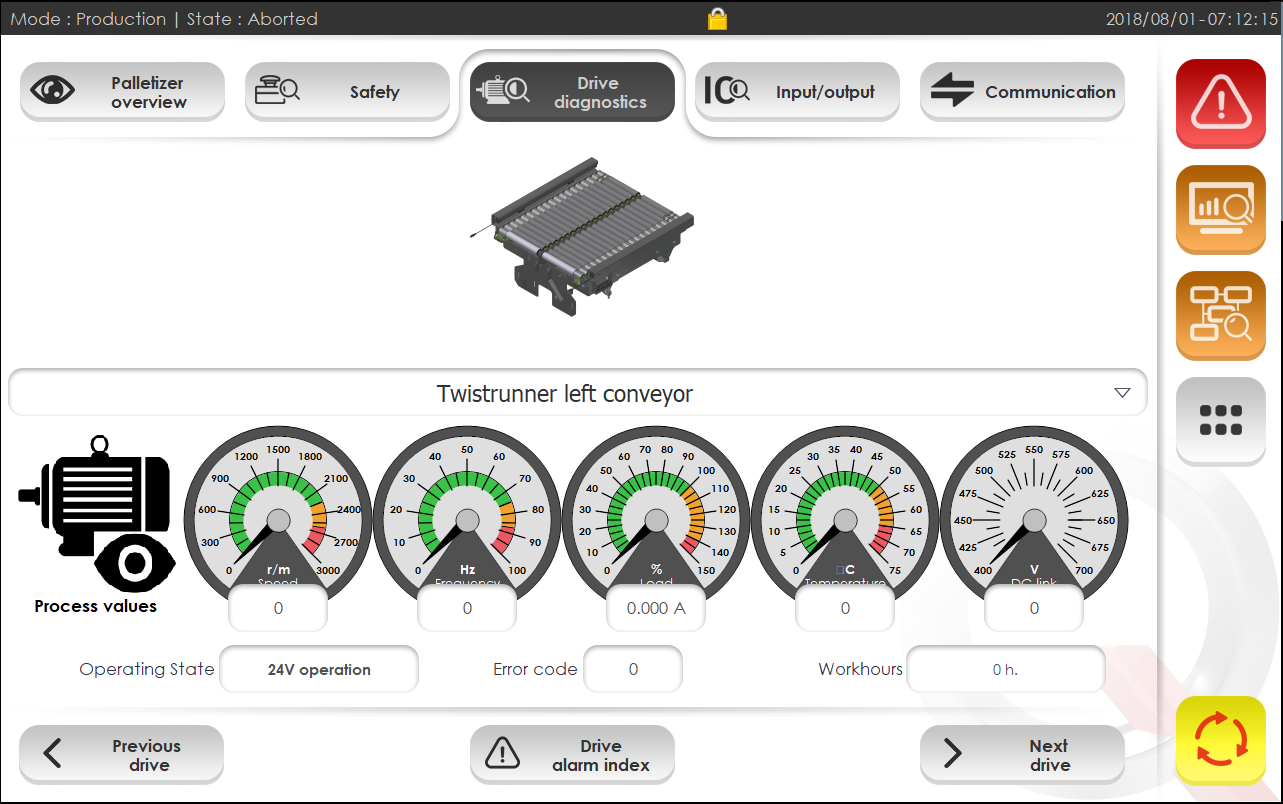 Mode : Production | State : Aborted
2018/08/01-07:12:15
Palletizer
overview
Safety
Drive
diagnostics
Input/output
Communication
Twistrunner left conveyor
0 300 600 900 1200 1500 1800 2100 2400 2700 3000
r/m
Speed
0
0 10 20 30 40 50 60 70 80 90 100
Hz
Frequency
0
0 10 20 30 40 50 60 70 80 90 100 110 120 130 140 150
%
Load
0.000 A
0 5 10 15 20 25 30 35 40 45 50 55 60 65 70 75
□C
Temperature
0
400 425 450 475 500 525 550 575 600 625 650 675 700
V
DC link
0
Process values
Operating State
24V operation
Error code
0
Workhours
0 h.
Previous
drive
Drive
alarm index
Next
drive